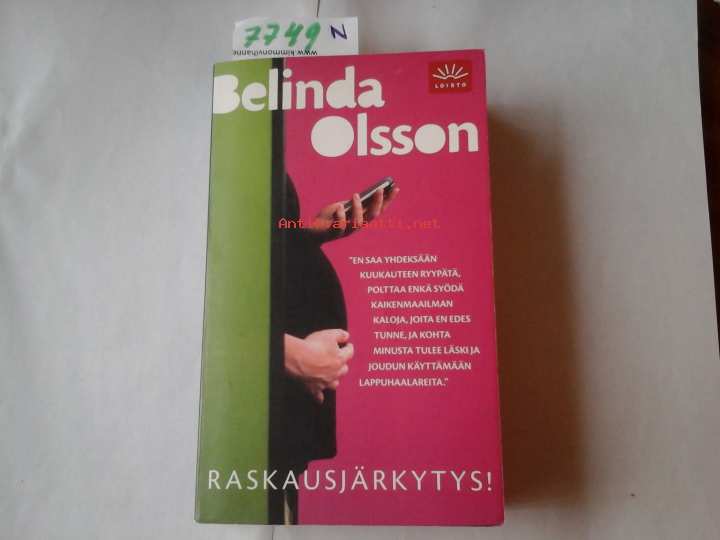 7749 N
www.kimmonvihanne
Belinda
Olsson
LOISTO
Antikvariaatti.net
"EN SAA YHDEKSÄÄN
KUUKAUTEEN RYYPÄTÄ,
POLTTAA ENKÄ SYÖDÄ
KAIKENMAAILMAN
KALOJA, JOITA EN EDES
TUNNE, JA KOHTA
MINUSTA TULEE LÄSKI JA
JOUDUN KÄYTTÄMÄÄN
LAPPUHAALAREITA."
RASKAUSJÄRKYTYS!